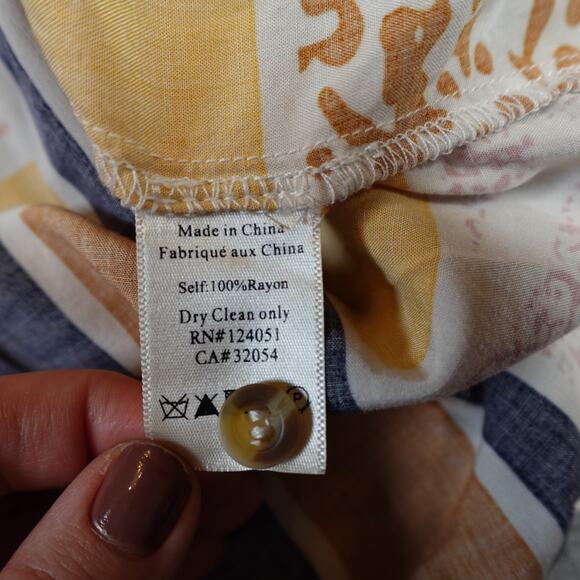 Made in China
Fabriqué aux China
Self:100%Rayon
Dry Clean only
RN#124051
CA#32054